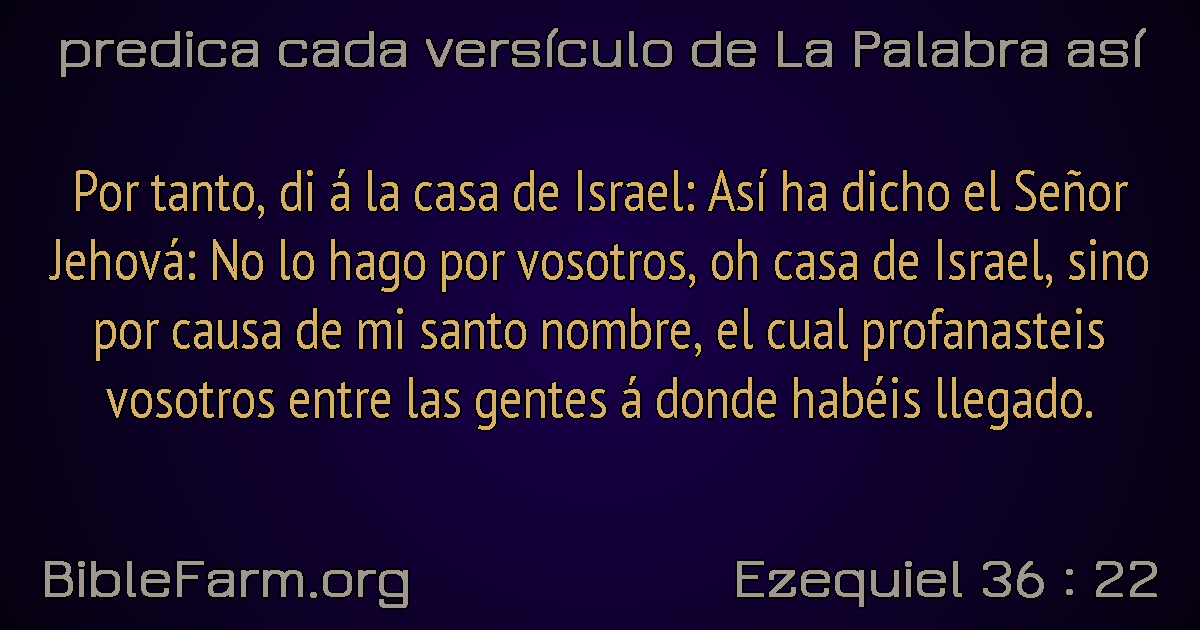 predica cada versículo de La Palabra así
Por tanto, di á la casa de Israel: Así ha dicho el Señor
Jehová: No lo hago por vosotros, oh casa de Israel, sino
por causa de mi santo nombre, el cual profanasteis
vosotros entre las gentes á donde habéis llegado.
BibleFarm.org
Ezequiel 36 : 22